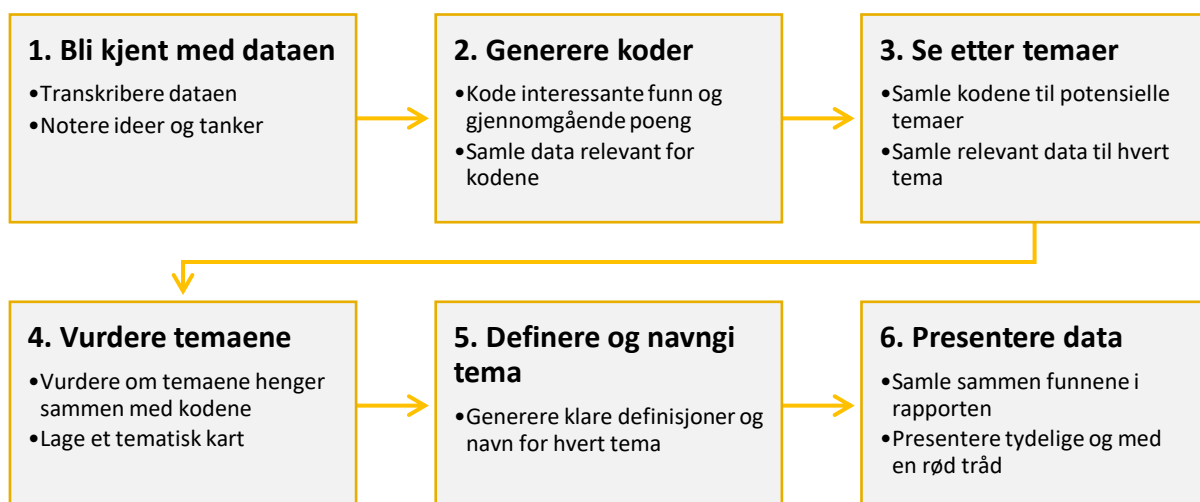 1. Bli kjent med dataen
•Transkribere dataen
•Notere ideer og tanker
2. Generere koder
•Kode interessante funn og
gjennomgående poeng
•Samle data relevant for
kodene
3. Se etter temaer
•Samle kodene til potensielle
temaer
•Samle relevant data til hvert
tema
4. Vurdere temaene
•Vurdere om temaene henger
sammen med kodene
•Lage et tematisk kart
5. Definere og navngi
tema
•Generere klare definisjoner og
navn for hvert tema
6. Presentere data
•Samle sammen funnene i
rapporten
•Presentere tydelige og med
en rød tråd